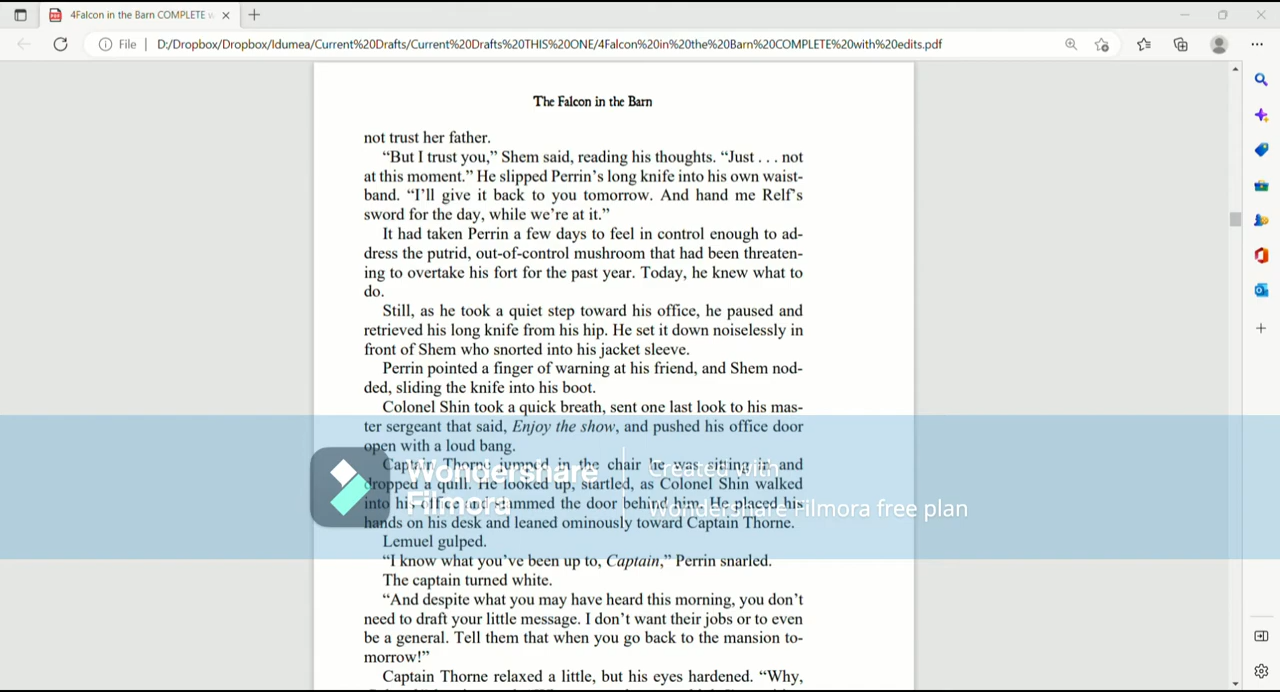 4Falcon in the Barn COMPLETE w
File | D:/Dropbox/Dropbox/Idumea/Current%20Drafts/Current%20Drafts%20THIS%20ONE/4Falcon%20in%20the%20Barn%20COMPLETE%20with%20edits.pdf
The Falcon in the Barn
not trust her father.
“But I trust you,” Shem said, reading his thoughts. “Just . . . not
at this moment.” He slipped Perrin’s long knife into his own waist-
band. “I’ll give it back to you tomorrow. And hand me Relf’s
sword for the day, while we’re at it.”
It had taken Perrin a few days to feel in control enough to ad-
dress the putrid, out-of-control mushroom that had been threaten-
ing to overtake his fort for the past year. Today, he knew what to
do.
Still, as he took a quiet step toward his office, he paused and
retrieved his long knife from his hip. He set it down noiselessly in
front of Shem who snorted into his jacket sleeve.
Perrin pointed a finger of warning at his friend, and Shem nod-
ded, sliding the knife into his boot.
Colonel Shin took a quick breath, sent one last look to his mas-
ter sergeant that said, Enjoy the show, and pushed his office door
open with a loud bang.
Captain Thorne jumped in the chair he was sitting in and
dropped a quill. He looked up, startled, as Colonel Shin walked
into his office and slammed the door behind him. He placed his
hands on his desk and leaned ominously toward Captain Thorne.
Wondershare
Filmora
Created with
Wondershare Filmora free plan
Lemuel gulped.
“I know what you’ve been up to, Captain,” Perrin snarled.
The captain turned white.
“And despite what you may have heard this morning, you don’t
need to draft your little message. I don’t want their jobs or to even
be a general. Tell them that when you go back to the mansion to-
morrow!”
Captain Thorne relaxed a little, but his eyes hardened. “Why,